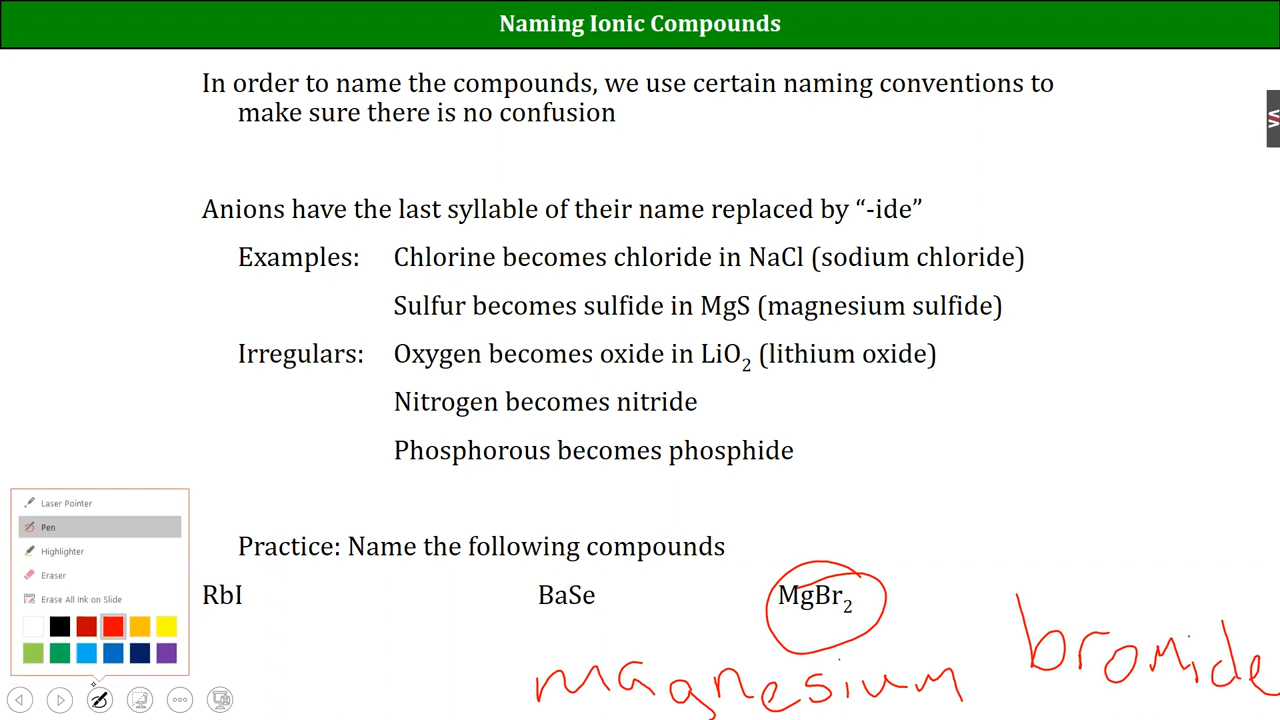 Naming Ionic Compounds
In order to name the compounds, we use certain naming conventions to
make sure there is no confusion
Anions have the last syllable of their name replaced by “-ide”
Examples: Chlorine becomes chloride in NaCl (sodium chloride)
Sulfur becomes sulfide in MgS (magnesium sulfide)
Irregulars: Oxygen becomes oxide in LiO₂ (lithium oxide)
Nitrogen becomes nitride
Phosphorous becomes phosphide
Laser Pointer
Pen
Highlighter
Eraser
Erase All Ink on Slide
Practice: Name the following compounds
RbI BaSe MgBr₂
magnesium bromide